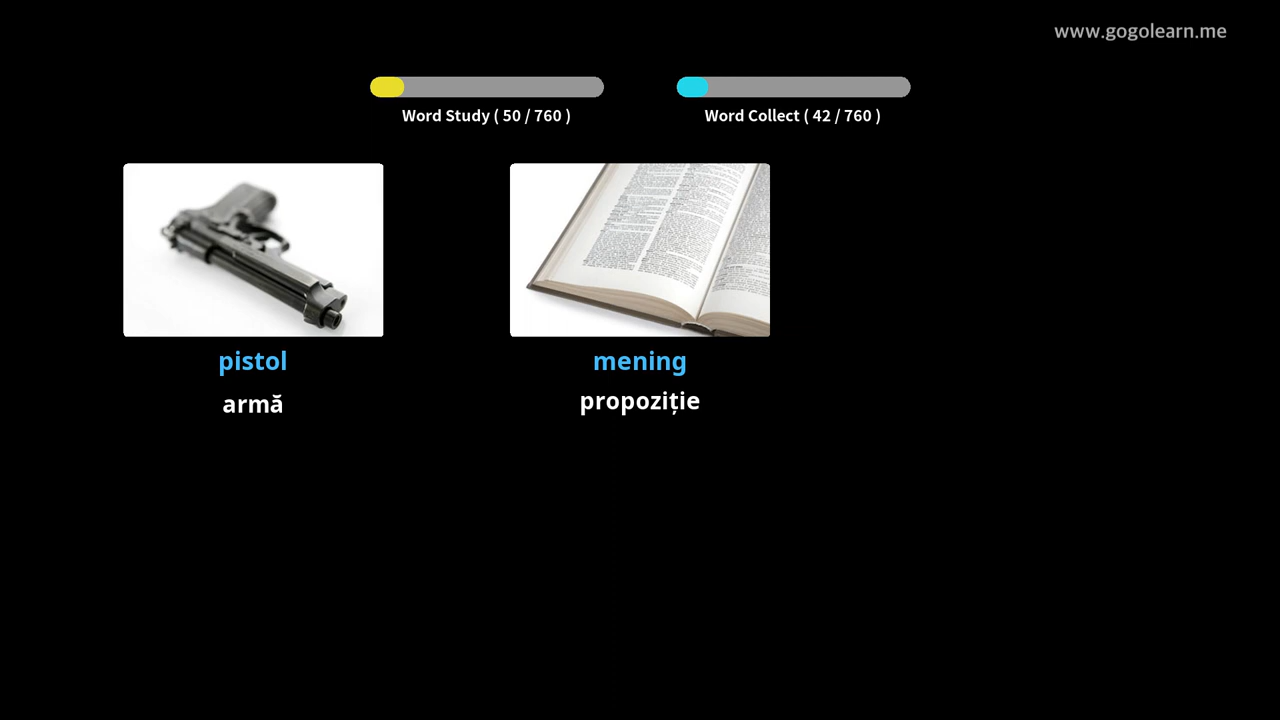 www.gogolearn.me
Word Study ( 50 / 760 )
Word Collect ( 42 / 760 )
pistol
armă
mening
propoziție